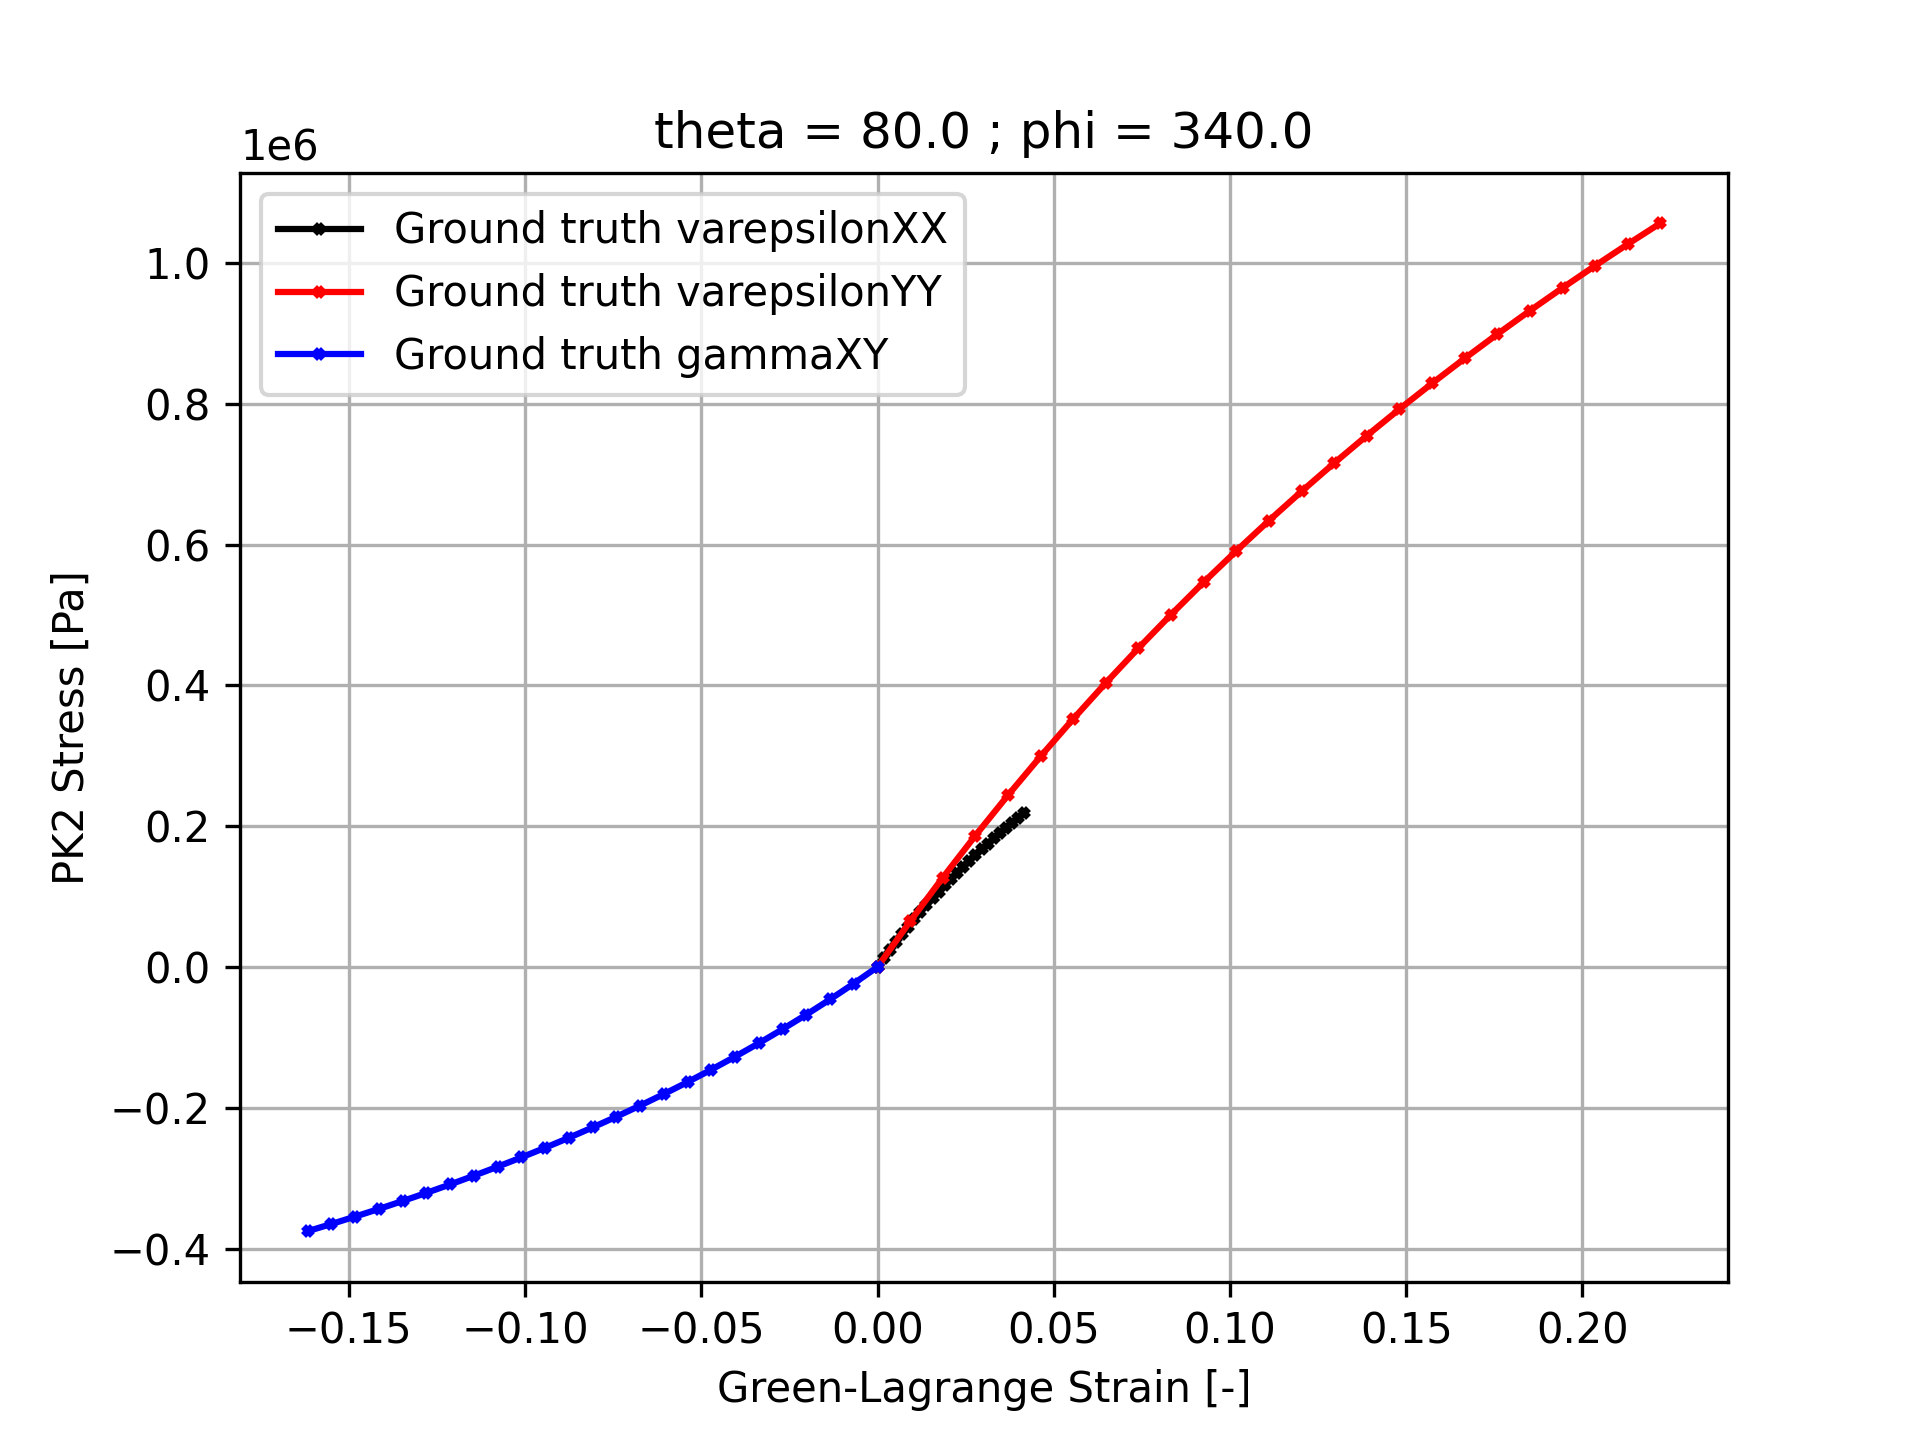 theta = 80.0 ; phi = 340.0
1e6
Ground truth varepsilonXX
Ground truth varepsilonYY
Ground truth gammaXY
1.0
0.8
0.6
0.4
0.2
0.0
−0.2
−0.4
PK2 Stress [Pa]
−0.15 −0.10 −0.05 0.00 0.05 0.10 0.15 0.20
Green-Lagrange Strain [-]